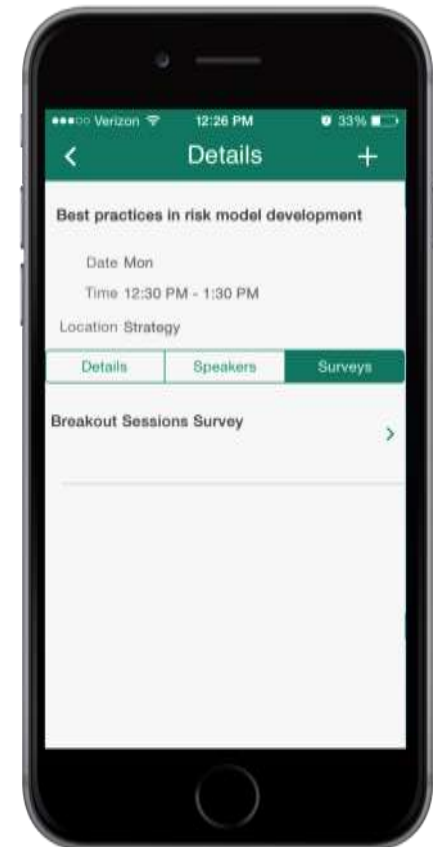 Verizon 12:26 PM 33%
Details
Best practices in risk model development
Date Mon
Time 12:30 PM - 1:30 PM
Location Strategy
Details Speakers Surveys
Breakout Sessions Survey